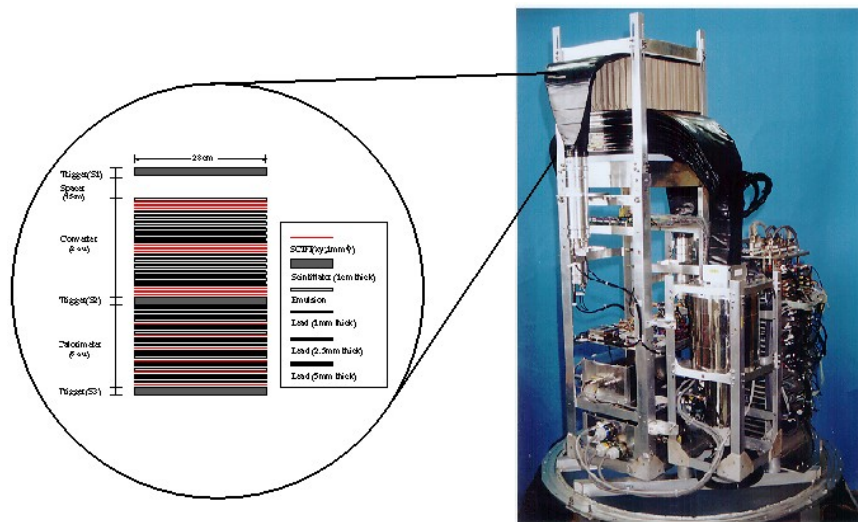 28cm
Trigger(S1)
Spacer
Converter
Trigger(S2)
Calorimeter
Trigger(S3)
Scintillator (1cm thick)
Emulsion
Lead (1mm thick)
Lead (2.5mm thick)
Lead (5mm thick)